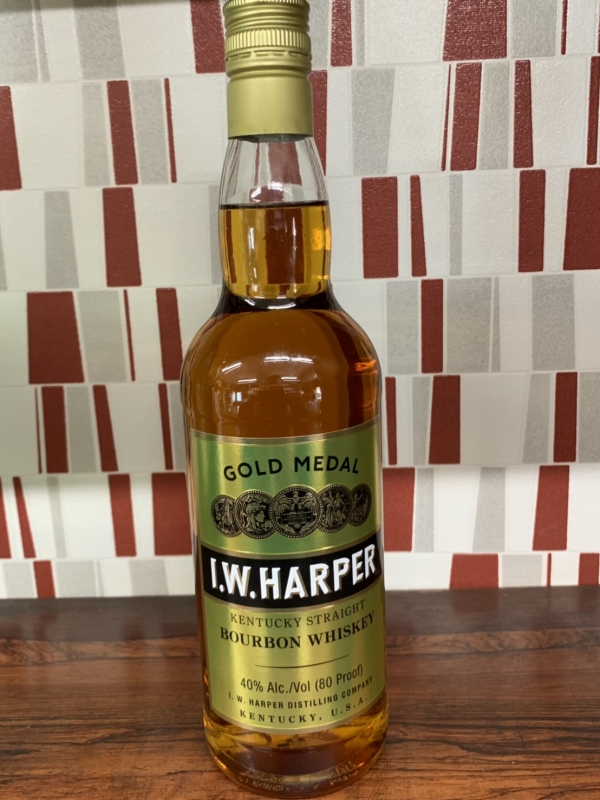 GOLD MEDAL
I.W.HARPER
KENTUCKY STRAIGHT
BOURBON WHISKEY
40% Alc./Vol (80 Proof)
I. W. HARPER DISTILLING COMPANY
KENTUCKY, U.S.A.